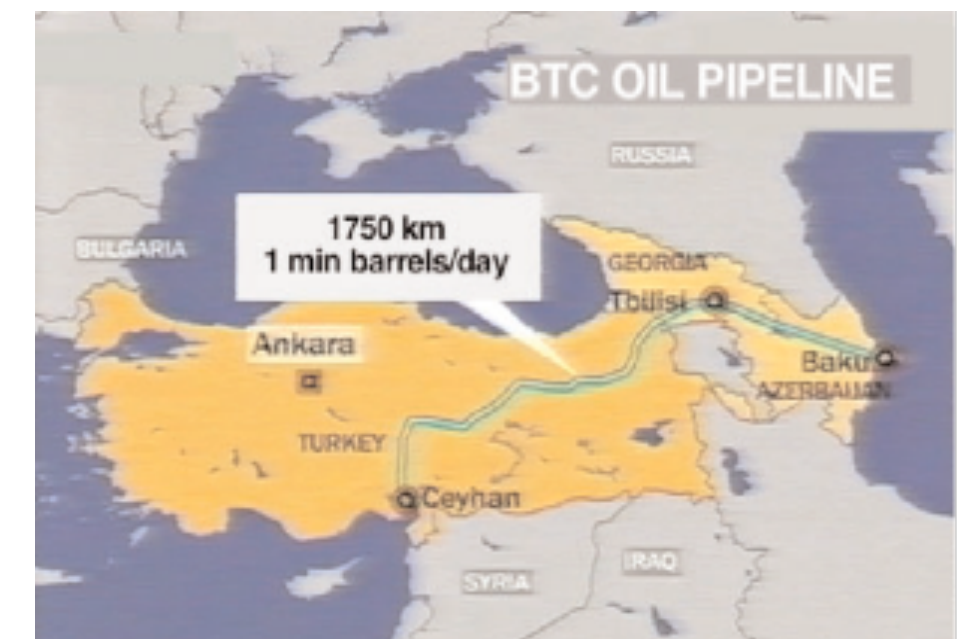 BTC OIL PIPELINE
RUSSIA
1750 km
1 min barrels/day
BULGARIA
GEORGIA
Tbilisi
Ankara
Baku
AZERBAIJAN
TURKEY
Ceyhan
IRAQ
SYRIA